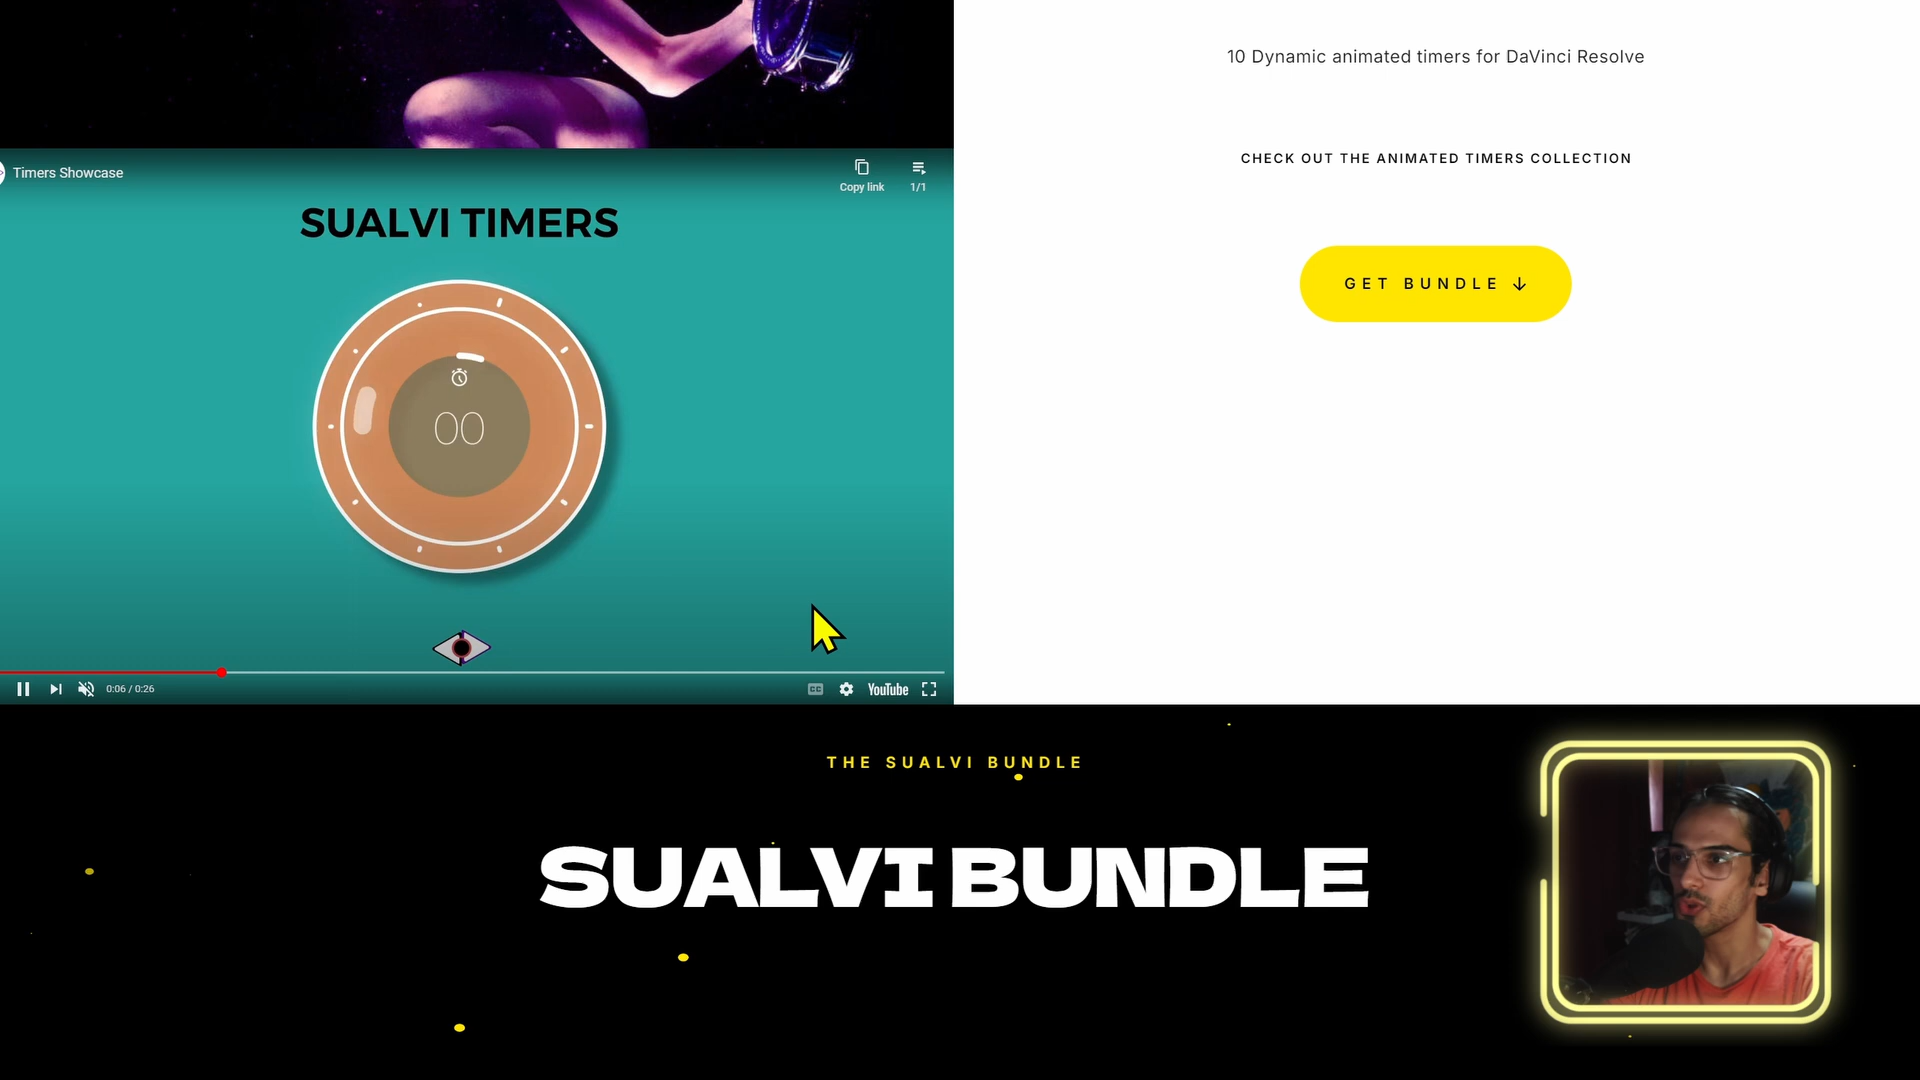 10 Dynamic animated timers for DaVinci Resolve
CHECK OUT THE ANIMATED TIMERS COLLECTION
GET BUNDLE
Timers Showcase
Copy link
1/1
SUALVI TIMERS
00
0:06 / 0:26
CC
YouTube
THE SUALVI BUNDLE
SUALVI BUNDLE